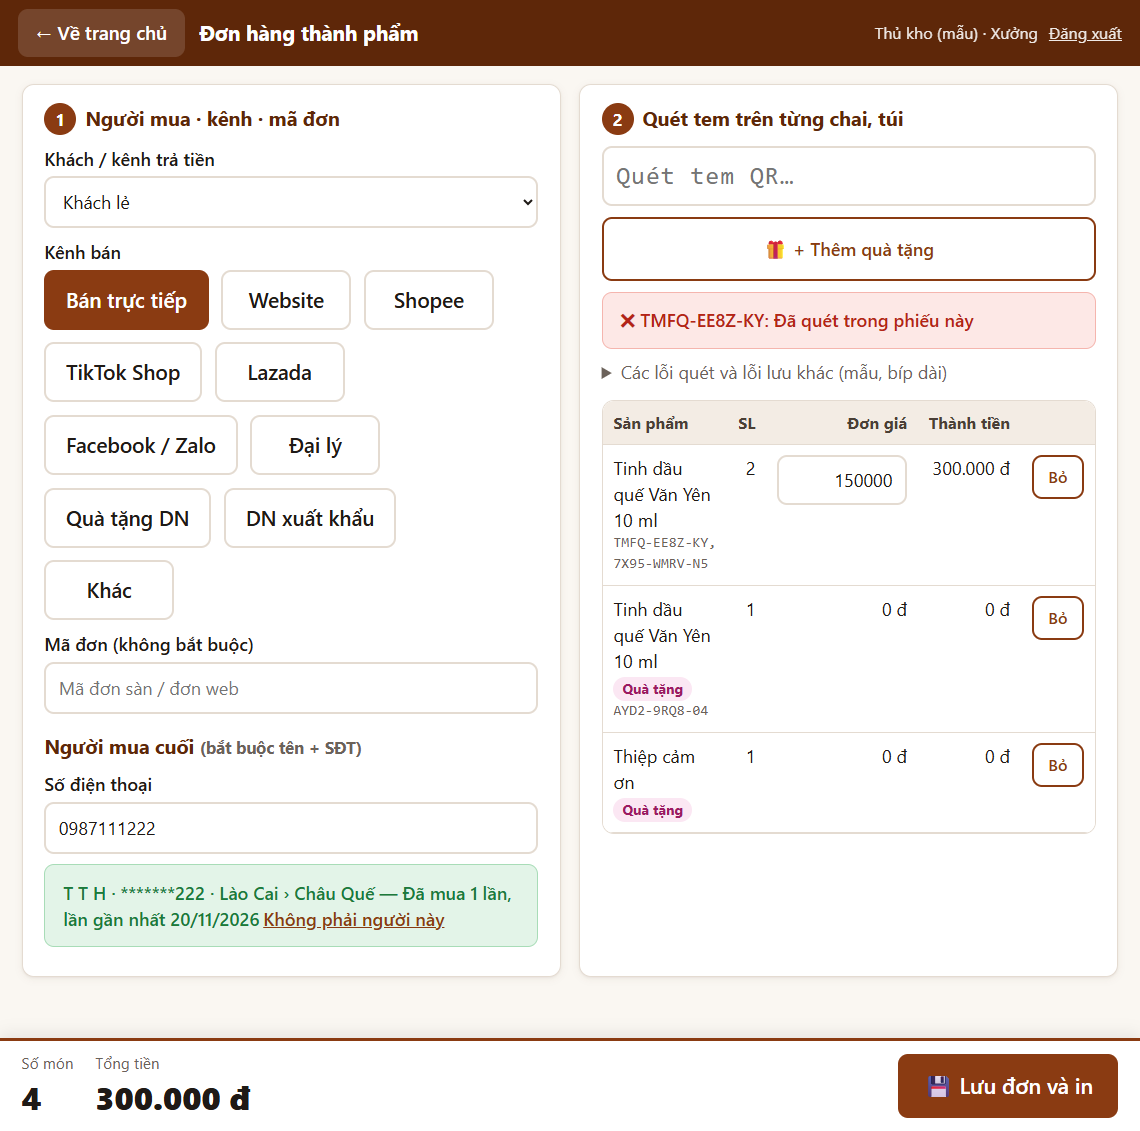 ← Về trang chủ
Đơn hàng thành phẩm
Thủ kho (mẫu) · Xưởng
Đăng xuất
1 Người mua · kênh · mã đơn
Khách / kênh trả tiền
Khách lẻ
Kênh bán
Bán trực tiếp
Website
Shopee
TikTok Shop
Lazada
Facebook / Zalo
Đại lý
Quà tặng DN
DN xuất khẩu
Khác
Mã đơn (không bắt buộc)
Mã đơn sàn / đơn web
Người mua cuối (bắt buộc tên + SĐT)
Số điện thoại
0987111222
T T H · *******222 · Lào Cai › Châu Quế — Đã mua 1 lần,
lần gần nhất 20/11/2026 Không phải người này
2 Quét tem trên từng chai, túi
Quét tem QR…
🎁 + Thêm quà tặng
❌ TMFQ-EE8Z-KY: Đã quét trong phiếu này
▶ Các lỗi quét và lỗi lưu khác (mẫu, bíp dài)
Sản phẩm SL Đơn giá Thành tiền
Tinh dầu 2 150000 300.000 đ Bỏ
quế Văn Yên
10 ml
TMFQ-EE8Z-KY,
7X95-WMRV-N5
Tinh dầu 1 0 đ 0 đ Bỏ
quế Văn Yên
10 ml
Quà tặng
AYD2-9RQ8-04
Thiệp cảm 1 0 đ 0 đ Bỏ
ơn
Quà tặng
Số món
4
Tổng tiền
300.000 đ
💾 Lưu đơn và in